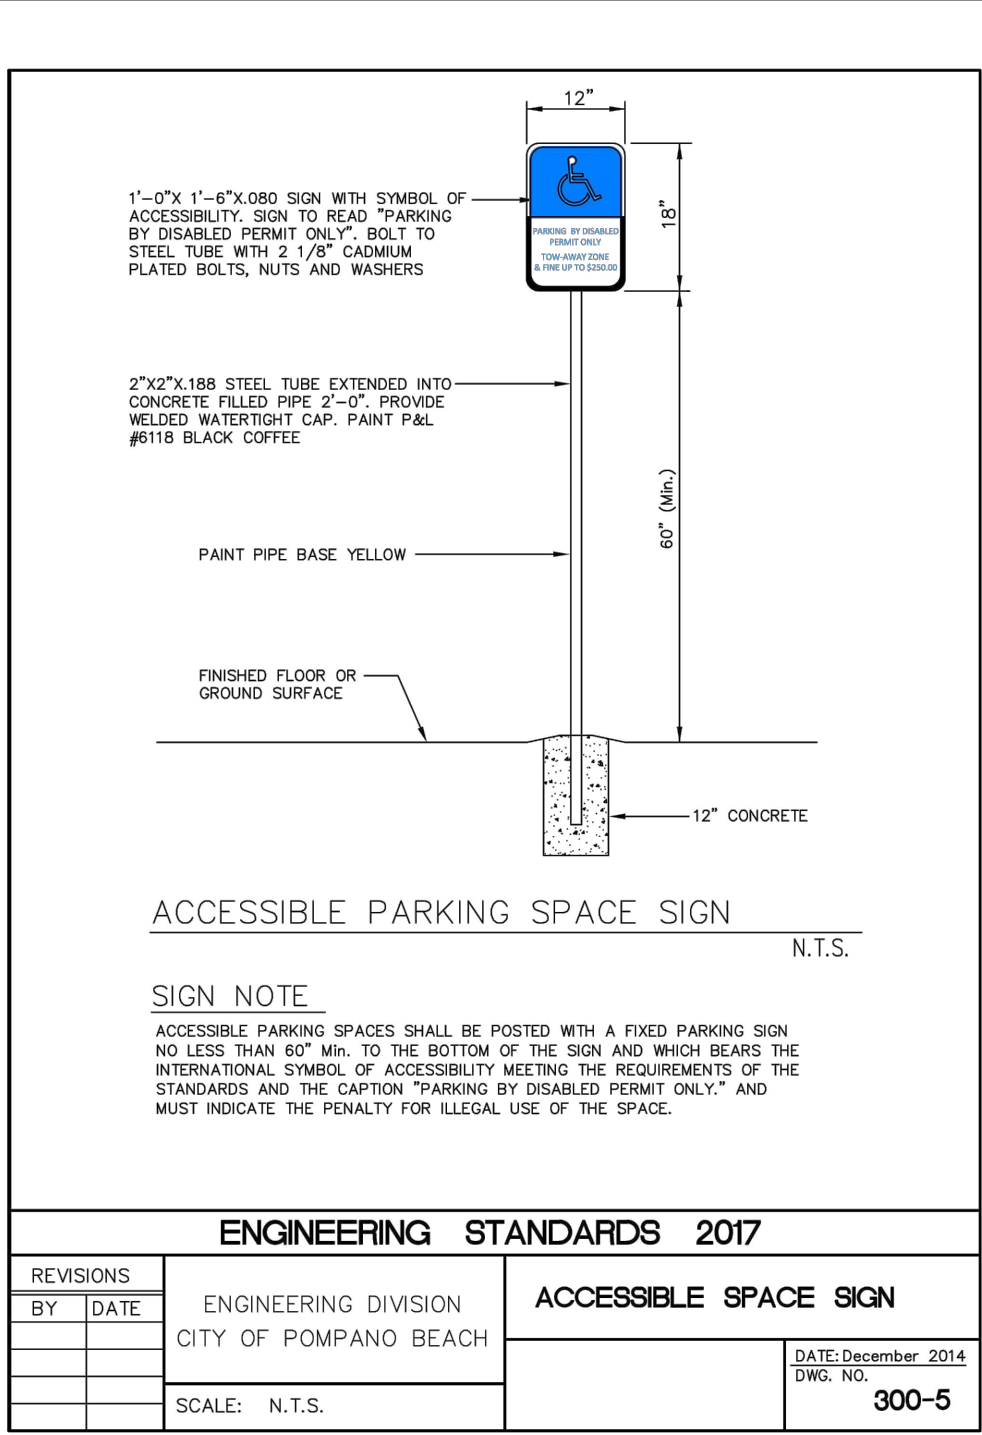 12”
1’–0”X 1’–6”X.080 SIGN WITH SYMBOL OF
ACCESSIBILITY. SIGN TO READ ”PARKING
BY DISABLED PERMIT ONLY”. BOLT TO
STEEL TUBE WITH 2 1/8” CADMIUM
PLATED BOLTS, NUTS AND WASHERS
PARKING BY DISABLED
PERMIT ONLY
TOW-AWAY ZONE
& FINE UP TO $250.00
18”
2”X2”X.188 STEEL TUBE EXTENDED INTO
CONCRETE FILLED PIPE 2’–0”. PROVIDE
WELDED WATERTIGHT CAP. PAINT P&L
#6118 BLACK COFFEE
60” (Min.)
PAINT PIPE BASE YELLOW
FINISHED FLOOR OR
GROUND SURFACE
12” CONCRETE
ACCESSIBLE PARKING SPACE SIGN
N.T.S.
SIGN NOTE
ACCESSIBLE PARKING SPACES SHALL BE POSTED WITH A FIXED PARKING SIGN
NO LESS THAN 60” Min. TO THE BOTTOM OF THE SIGN AND WHICH BEARS THE
INTERNATIONAL SYMBOL OF ACCESSIBILITY MEETING THE REQUIREMENTS OF THE
STANDARDS AND THE CAPTION ”PARKING BY DISABLED PERMIT ONLY.” AND
MUST INDICATE THE PENALTY FOR ILLEGAL USE OF THE SPACE.
ENGINEERING STANDARDS 2017
REVISIONS
BY DATE
ENGINEERING DIVISION
CITY OF POMPANO BEACH
SCALE: N.T.S.
ACCESSIBLE SPACE SIGN
DATE: December 2014
DWG. NO.
300–5